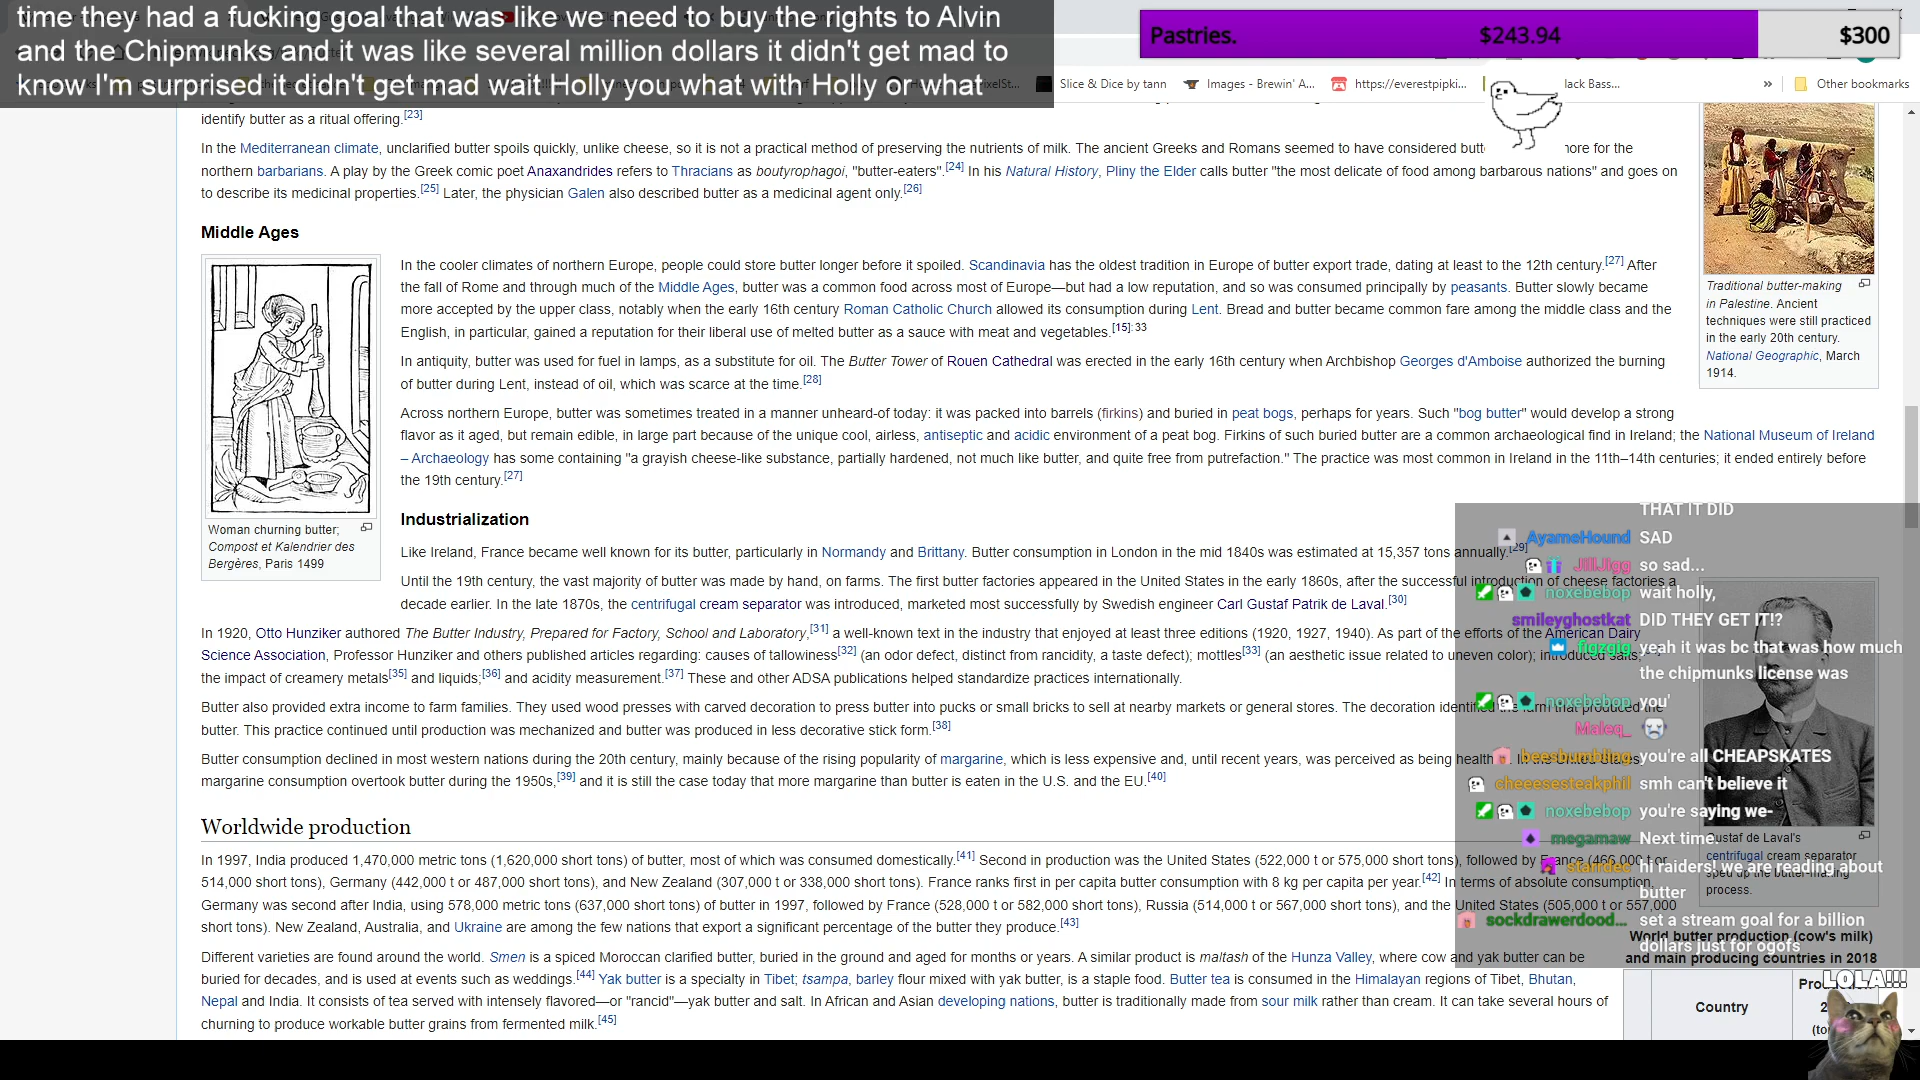 time they had a fucking goal that was like we need to buy the rights to Alvin
and the Chipmunks and it was like several million dollars it didn't get mad to
know I'm surprised it didn't get mad wait Holly you what with Holly or what
Pastries. $243.94 $300
Slice & Dice by tann Images - Brewin' A... https://everestpipki... lack Bass... » Other bookmarks
identify butter as a ritual offering.[23]
In the Mediterranean climate, unclarified butter spoils quickly, unlike cheese, so it is not a practical method of preserving the nutrients of milk. The ancient Greeks and Romans seemed to have considered for the
northern barbarians. A play by the Greek comic poet Anaxandrides refers to Thracians as boutyrophagoi, "butter-eaters".[24] In his Natural History, Pliny the Elder calls butter "the most delicate of food among barbarous nations" and goes on
to describe its medicinal properties.[25] Later, the physician Galen also described butter as a medicinal agent only.[26]
Traditional butter-making
in Palestine. Ancient
techniques were still practiced
in the early 20th century.
National Geographic, March
1914.
Middle Ages
In the cooler climates of northern Europe, people could store butter longer before it spoiled. Scandinavia has the oldest tradition in Europe of butter export trade, dating at least to the 12th century.[27] After
the fall of Rome and through much of the Middle Ages, butter was a common food across most of Europe—but had a low reputation, and so was consumed principally by peasants. Butter slowly became
more accepted by the upper class, notably when the early 16th century Roman Catholic Church allowed its consumption during Lent. Bread and butter became common fare among the middle class and the
English, in particular, gained a reputation for their liberal use of melted butter as a sauce with meat and vegetables.[15]:33
In antiquity, butter was used for fuel in lamps, as a substitute for oil. The Butter Tower of Rouen Cathedral was erected in the early 16th century when Archbishop Georges d'Amboise authorized the burning
of butter during Lent, instead of oil, which was scarce at the time.[28]
Across northern Europe, butter was sometimes treated in a manner unheard-of today: it was packed into barrels (firkins) and buried in peat bogs, perhaps for years. Such "bog butter" would develop a strong
flavor as it aged, but remain edible, in large part because of the unique cool, airless, antiseptic and acidic environment of a peat bog. Firkins of such buried butter are a common archaeological find in Ireland; the National Museum of Ireland
– Archaeology has some containing "a grayish cheese-like substance, partially hardened, not much like butter, and quite free from putrefaction." The practice was most common in Ireland in the 11th–14th centuries; it ended entirely before
the 19th century.[27]
Woman churning butter;
Compost et Kalendrier des
Bergères, Paris 1499
Industrialization
Like Ireland, France became well known for its butter, particularly in Normandy and Brittany. Butter consumption in London in the mid 1840s was estimated at 15,357 tons annually.[29]
Until the 19th century, the vast majority of butter was made by hand, on farms. The first butter factories appeared in the United States in the early 1860s, after the successful introduction of cheese factories a
decade earlier. In the late 1870s, the centrifugal cream separator was introduced, marketed most successfully by Swedish engineer Carl Gustaf Patrik de Laval.[30]
In 1920, Otto Hunziker authored The Butter Industry, Prepared for Factory, School and Laboratory,[31] a well-known text in the industry that enjoyed at least three editions (1920, 1927, 1940). As part of the efforts of the American Dairy
Science Association, Professor Hunziker and others published articles regarding: causes of tallowiness[32] (an odor defect, distinct from rancidity, a taste defect); mottles[33] (an aesthetic issue related to uneven color); introduced salts;
the impact of creamery metals[35] and liquids;[36] and acidity measurement.[37] These and other ADSA publications helped standardize practices internationally.
Butter also provided extra income to farm families. They used wood presses with carved decoration to press butter into pucks or small bricks to sell at nearby markets or general stores. The decoration identified the farm that produced the
butter. This practice continued until production was mechanized and butter was produced in less decorative stick form.[38]
Butter consumption declined in most western nations during the 20th century, mainly because of the rising popularity of margarine, which is less expensive and, until recent years, was perceived as being
margarine consumption overtook butter during the 1950s,[39] and it is still the case today that more margarine than butter is eaten in the U.S. and the EU.[40]
Worldwide production
In 1997, India produced 1,470,000 metric tons (1,620,000 short tons) of butter, most of which was consumed domestically.[41] Second in production was the United States (522,000 t or 575,000 short tons), followed by France (466,000 t or
514,000 short tons), Germany (442,000 t or 487,000 short tons), and New Zealand (307,000 t or 338,000 short tons). France ranks first in per capita butter consumption with 8 kg per capita per year.[42] In terms of absolute consumption,
Germany was second after India, using 578,000 metric tons (637,000 short tons) of butter in 1997, followed by France (528,000 t or 582,000 short tons), Russia (514,000 t or 567,000 short tons), and the United States (505,000 t or 557,000
short tons). New Zealand, Australia, and Ukraine are among the few nations that export a significant percentage of the butter they produce.[43]
Different varieties are found around the world. Smen is a spiced Moroccan clarified butter, buried in the ground and aged for months or years. A similar product is maltash of the Hunza Valley, where cow and yak butter can be
buried for decades, and is used at events such as weddings.[44] Yak butter is a specialty in Tibet; tsampa, barley flour mixed with yak butter, is a staple food. Butter tea is consumed in the Himalayan regions of Tibet, Bhutan,
Nepal and India. It consists of tea served with intensely flavored—or "rancid"—yak butter and salt. In African and Asian developing nations, butter is traditionally made from sour milk rather than cream. It can take several hours of
churning to produce workable butter grains from fermented milk.[45]
THAT IT DID
AyameHound SAD
JillJigg so sad...
noxebebop wait holly,
smileyghostkat DID THEY GET IT!?
figzgig yeah it was bc that was how much
the chipmunks license was
noxebebop you'
Maleq_
beesbumbling you're all CHEAPSKATES
cheeesesteakphil smh can't believe it
noxebebop you're saying we-
megamaw Next time.
starrdec hi raiders! we are reading about
butter
sockdrawerdood... set a stream goal for a billion
dollars just for ogofs
Gustaf de Laval's
centrifugal cream separator
sped up the butter-making
process.
World butter production (cow's milk)
and main producing countries in 2018
Country
LOLA!!!